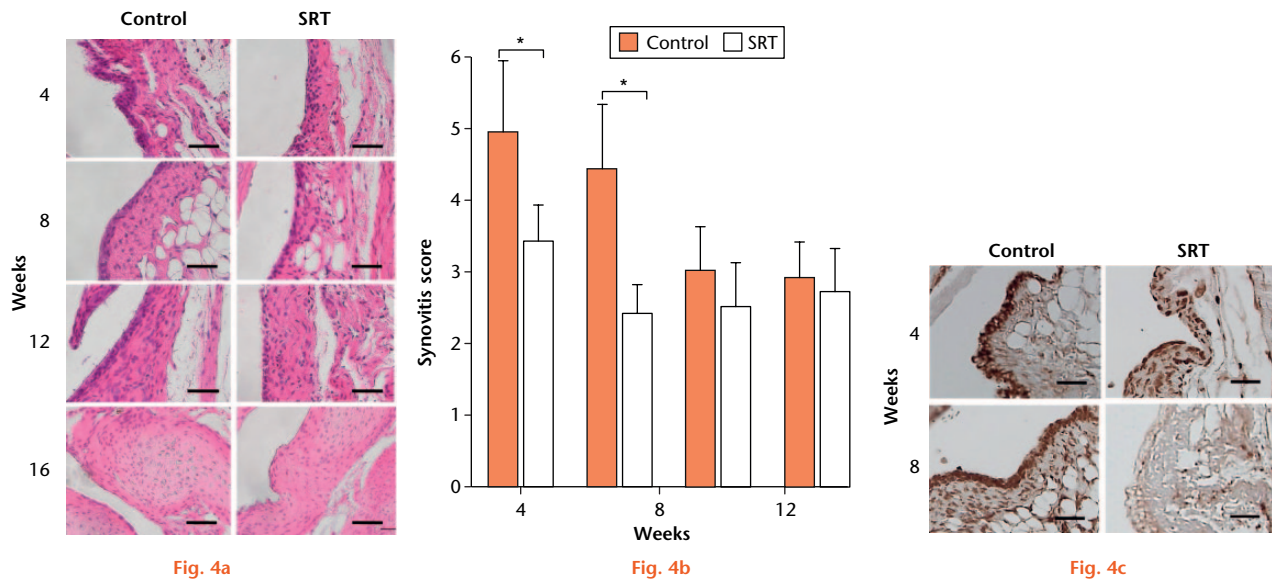 Control SRT
4
8
12
16
Weeks
Fig. 4a
Control SRT
* *
6
5
4
3
2
1
0
Synovitis score
4 8 12
Weeks
Fig. 4b
Control SRT
4
8
Weeks
Fig. 4c